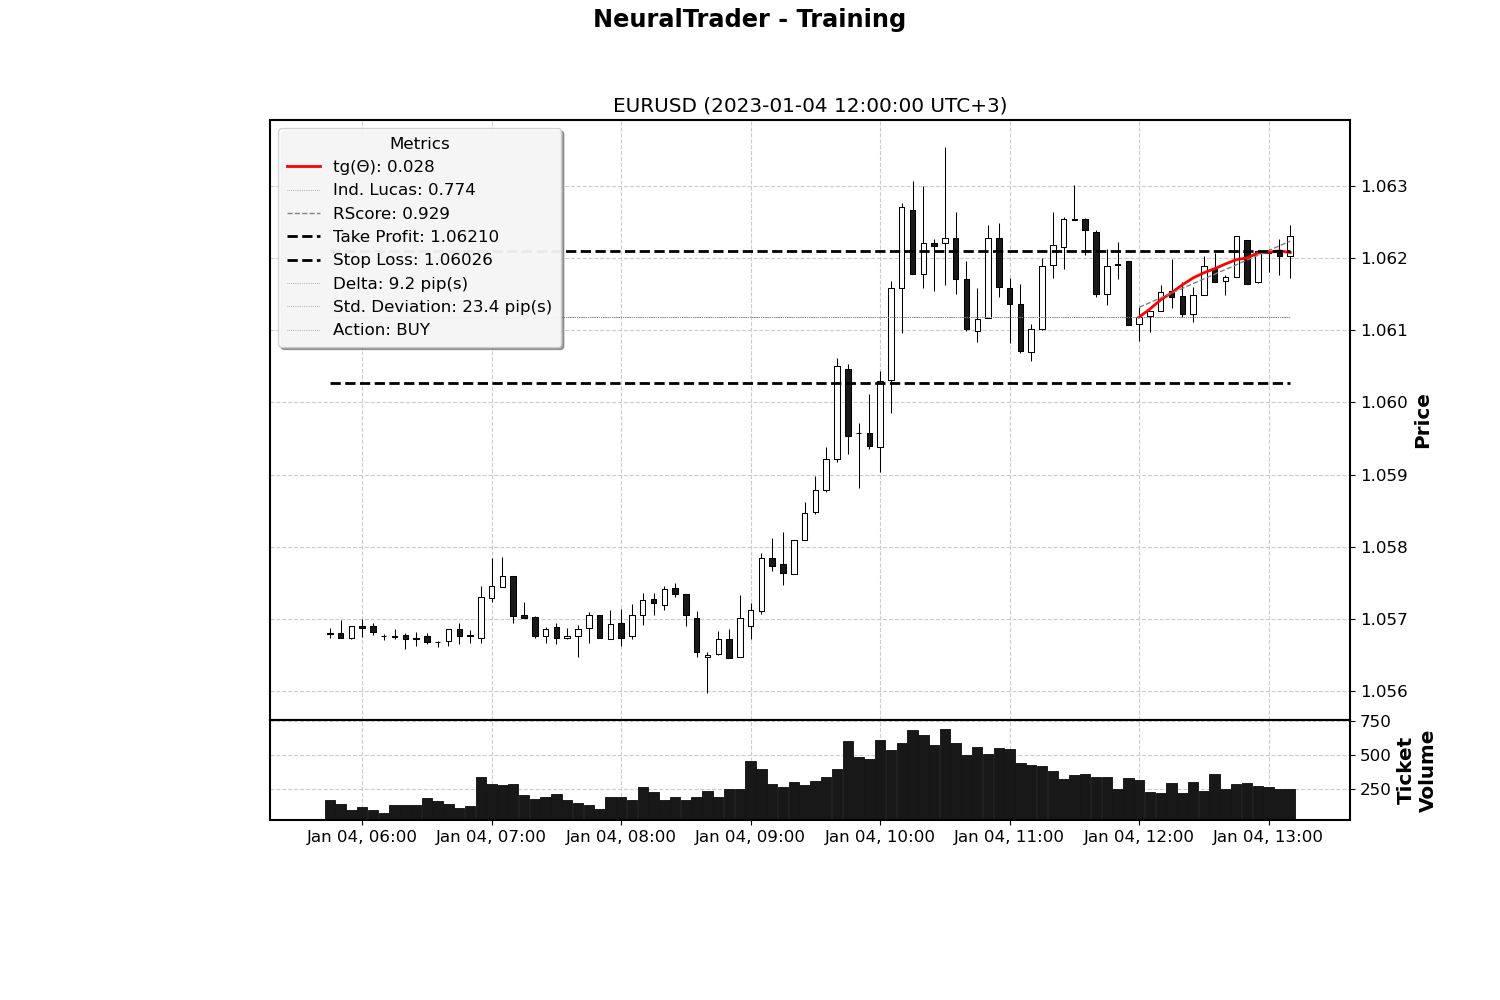 NeuralTrader - Training
EURUSD (2023-01-04 12:00:00 UTC+3)
Metrics
tg(Θ): 0.028
Ind. Lucas: 0.774
RScore: 0.929
Take Profit: 1.06210
Stop Loss: 1.06026
Delta: 9.2 pip(s)
Std. Deviation: 23.4 pip(s)
Action: BUY
1.063
1.062
1.061
1.060
1.059
1.058
1.057
1.056
Price
750
500
250
Ticket
Volume
Jan 04, 06:00 Jan 04, 07:00 Jan 04, 08:00 Jan 04, 09:00 Jan 04, 10:00 Jan 04, 11:00 Jan 04, 12:00 Jan 04, 13:00